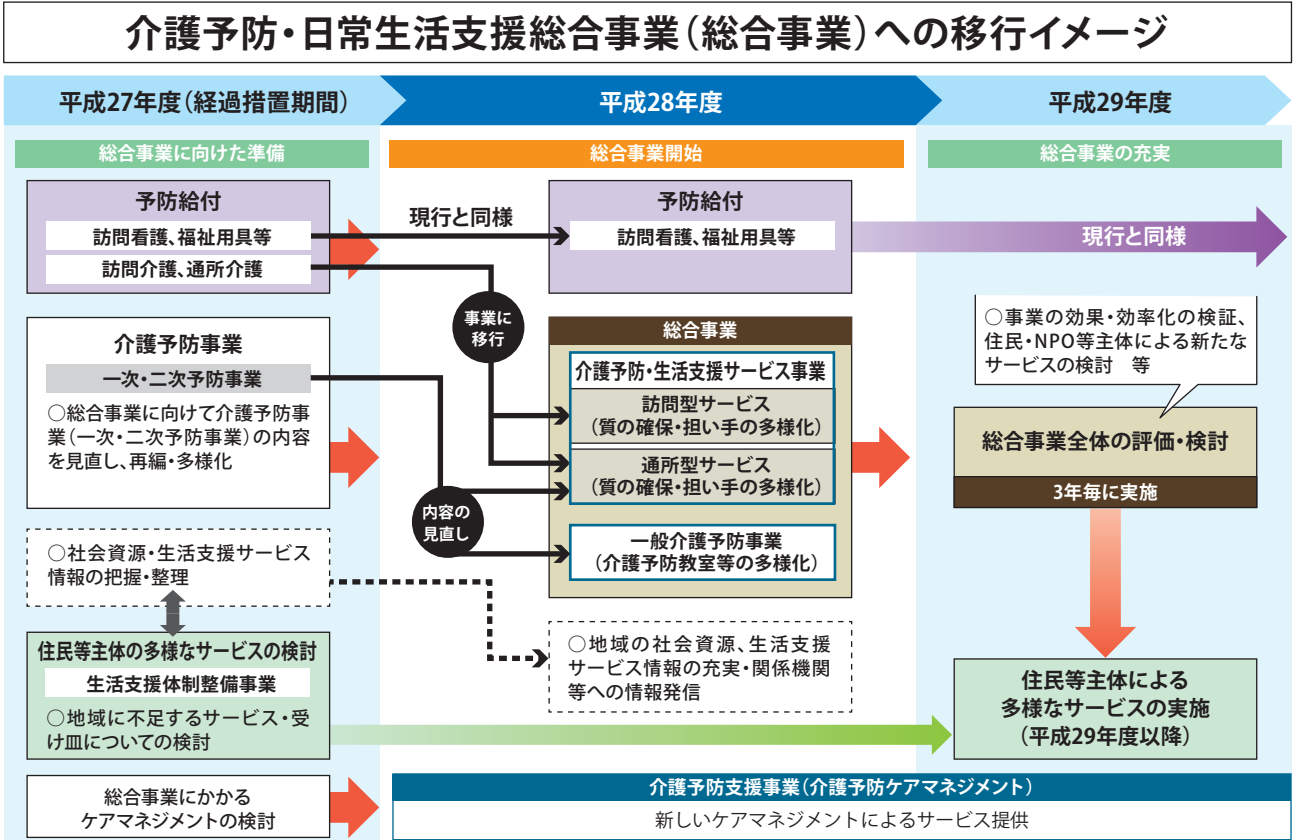 介護予防・日常生活支援総合事業（総合事業）への移行イメージ
平成27年度（経過措置期間）
平成28年度
平成29年度
総合事業に向けた準備
総合事業開始
総合事業の充実
予防給付
訪問看護、福祉用具等
訪問介護、通所介護
現行と同様
予防給付
訪問看護、福祉用具等
現行と同様
事業に
移行
介護予防事業
一次・二次予防事業
○総合事業に向けて介護予防事
業（一次・二次予防事業）の内容
を見直し、再編・多様化
内容の
見直し
総合事業
介護予防・生活支援サービス事業
訪問型サービス
（質の確保・担い手の多様化）
通所型サービス
（質の確保・担い手の多様化）
一般介護予防事業
（介護予防教室等の多様化）
○事業の効果・効率化の検証、
住民・NPO等主体による新たな
サービスの検討　等
総合事業全体の評価・検討
3年毎に実施
○社会資源・生活支援サービス
情報の把握・整理
○地域の社会資源、生活支援
サービス情報の充実・関係機関
等への情報発信
住民等主体の多様なサービスの検討
生活支援体制整備事業
○地域に不足するサービス・受
け皿についての検討
住民等主体による
多様なサービスの実施
（平成29年度以降）
総合事業にかかる
ケアマネジメントの検討
介護予防支援事業（介護予防ケアマネジメント）
新しいケアマネジメントによるサービス提供